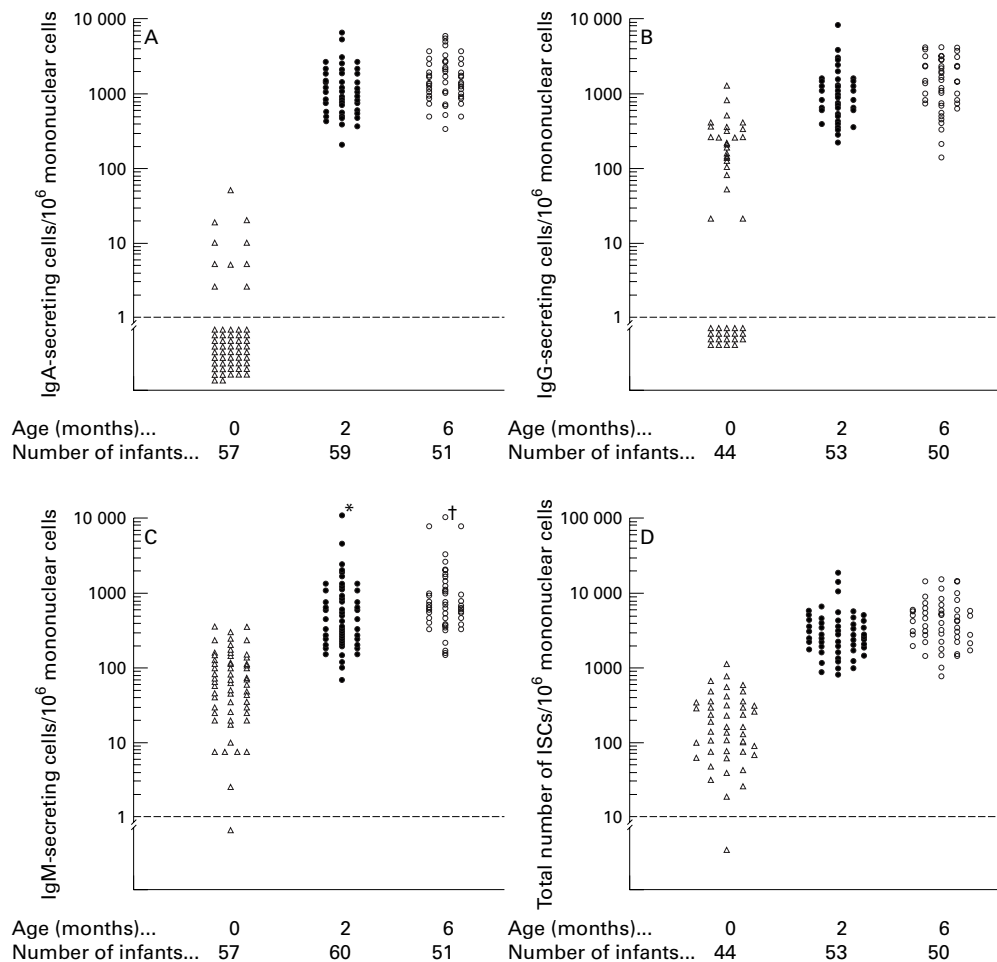 IgA-secreting cells/10⁶ mononuclear cells
A
10 000
1000
100
10
1
Age (months)... 0 2 6
Number of infants... 57 59 51
IgG-secreting cells/10⁶ mononuclear cells
B
10 000
1000
100
10
1
Age (months)... 0 2 6
Number of infants... 44 53 50
IgM-secreting cells/10⁶ mononuclear cells
C
10 000
1000
100
10
1
*
†
Age (months)... 0 2 6
Number of infants... 57 60 51
Total number of ISCs/10⁶ mononuclear cells
D
100 000
10 000
1000
100
10
Age (months)... 0 2 6
Number of infants... 44 53 50